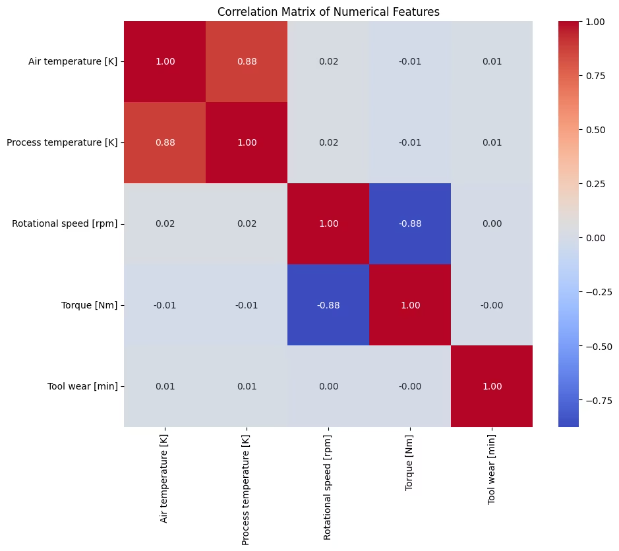 Correlation Matrix of Numerical Features
Air temperature [K] 1.00 0.88 0.02 -0.01 0.01
Process temperature [K] 0.88 1.00 0.02 -0.01 0.01
Rotational speed [rpm] 0.02 0.02 1.00 -0.88 0.00
Torque [Nm] -0.01 -0.01 -0.88 1.00 -0.00
Tool wear [min] 0.01 0.01 0.00 -0.00 1.00
Air temperature [K]
Process temperature [K]
Rotational speed [rpm]
Torque [Nm]
Tool wear [min]
1.00
0.75
0.50
0.25
0.00
−0.25
−0.50
−0.75